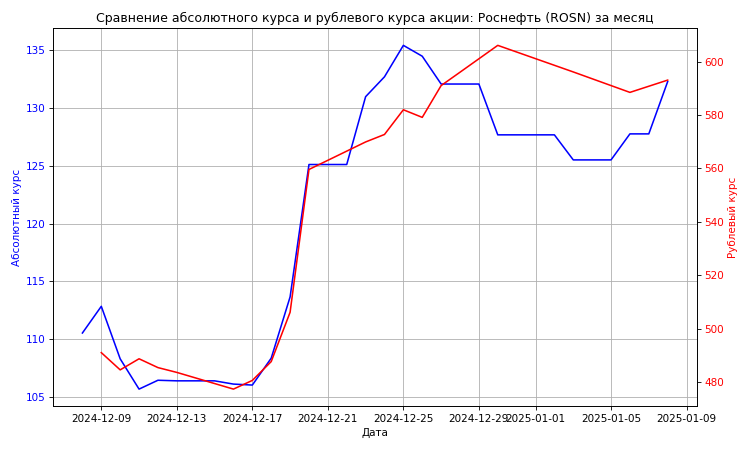 Сравнение абсолютного курса и рублевого курса акции: Роснефть (ROSN) за месяц
135
130
125
120
115
110
105
Абсолютный курс
600
580
560
540
520
500
480
Рублевый курс
2024-12-09 2024-12-13 2024-12-17 2024-12-21 2024-12-25 2024-12-29 2025-01-01 2025-01-05 2025-01-09
Дата